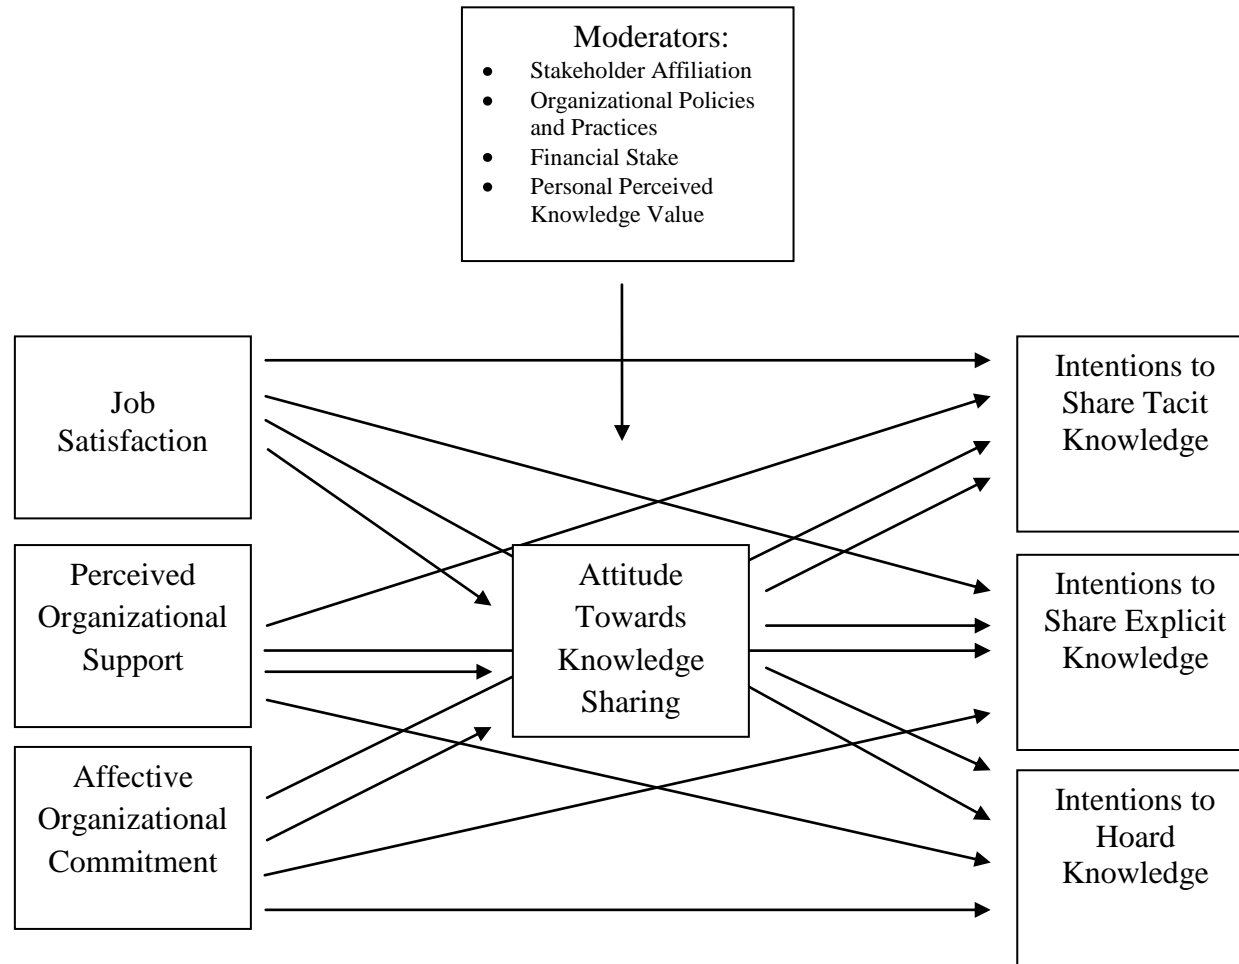 Moderators:
• Stakeholder Affiliation
• Organizational Policies
and Practices
• Financial Stake
• Personal Perceived
Knowledge Value
Job
Satisfaction
Perceived
Organizational
Support
Affective
Organizational
Commitment
Attitude
Towards
Knowledge
Sharing
Intentions to
Share Tacit
Knowledge
Intentions to
Share Explicit
Knowledge
Intentions to
Hoard
Knowledge